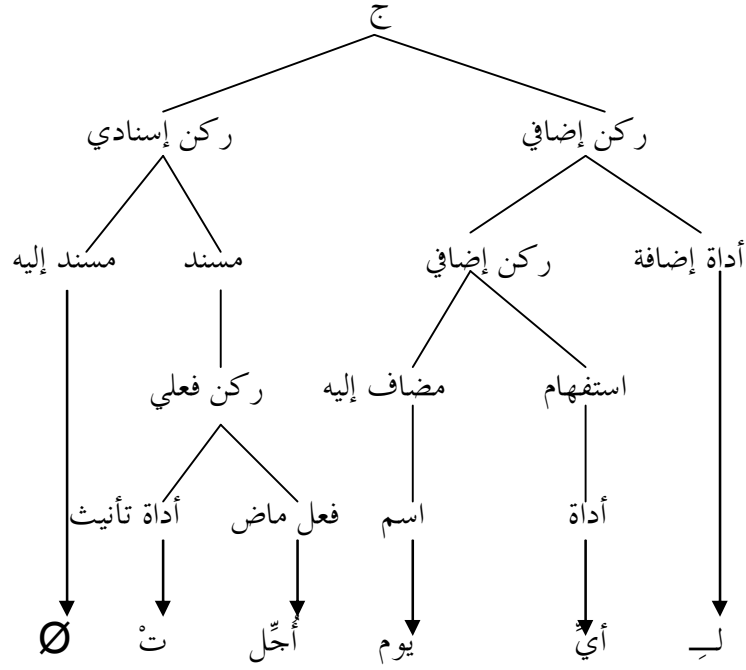 ج
ركن إضافي ركن إسنادي
أداة إضافة ركن إضافي مسند مسند إليه
استفهام مضاف إليه ركن فعلي
أداة اسم فعل ماض أداة تأنيث
لــِ أيِّ يوم أُجِّل تْ Ø